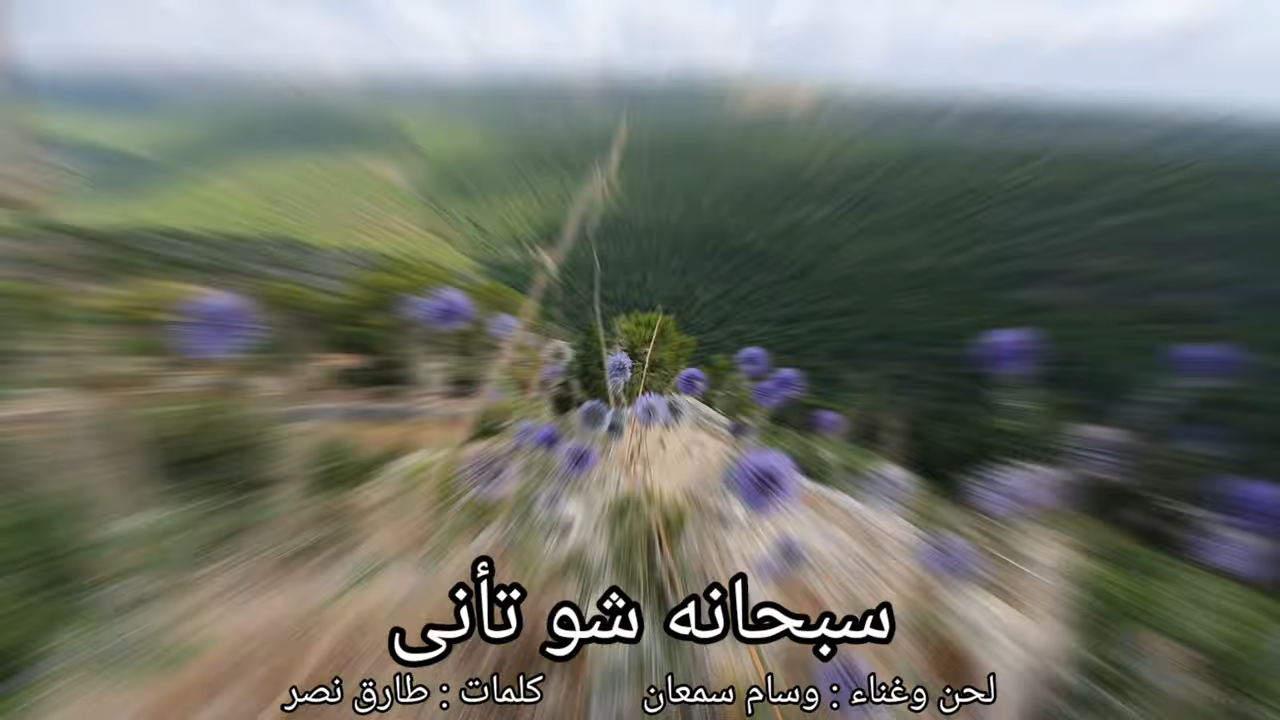 سبحانه شو تأنى
لحن وغناء : وسام سمعان كلمات : طارق نصر